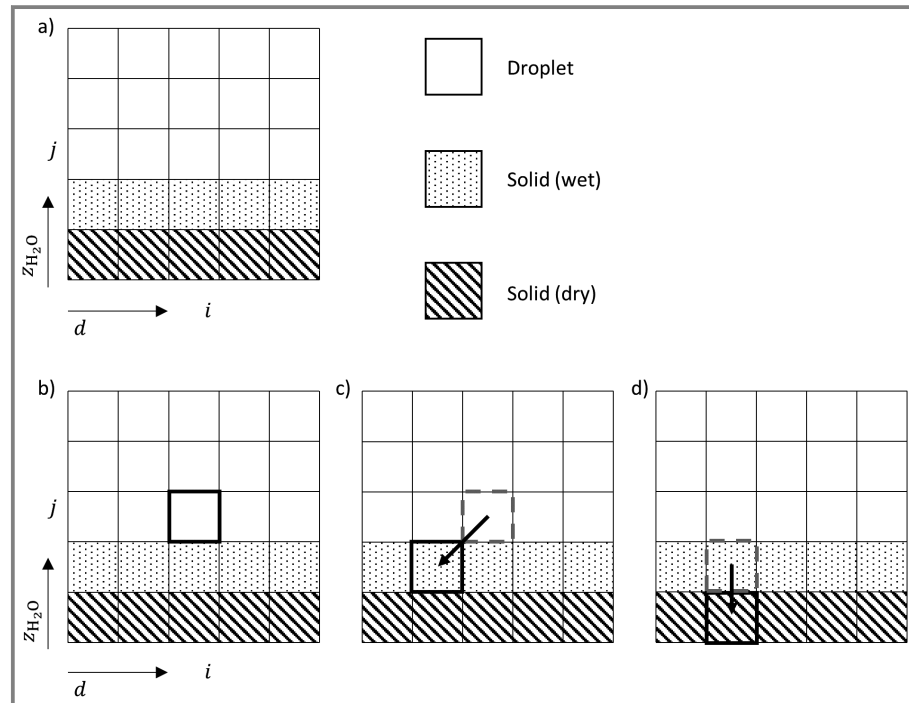 a)
Droplet
j
Solid (wet)
z_H₂O
Solid (dry)
d
i
b)
c)
d)
j
z_H₂O
d
i